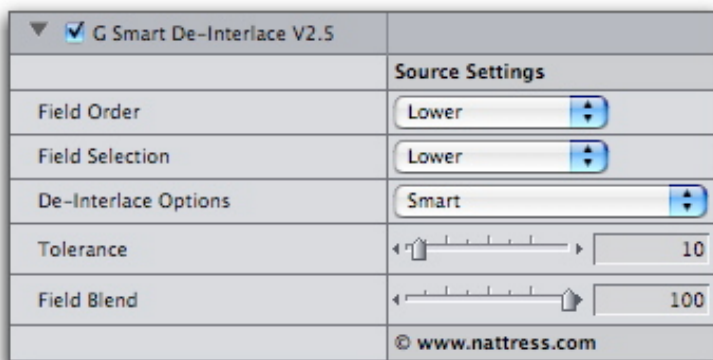 G Smart De-Interlace V2.5
Source Settings
Field Order Lower
Field Selection Lower
De-Interlace Options Smart
Tolerance 10
Field Blend 100
© www.nattress.com